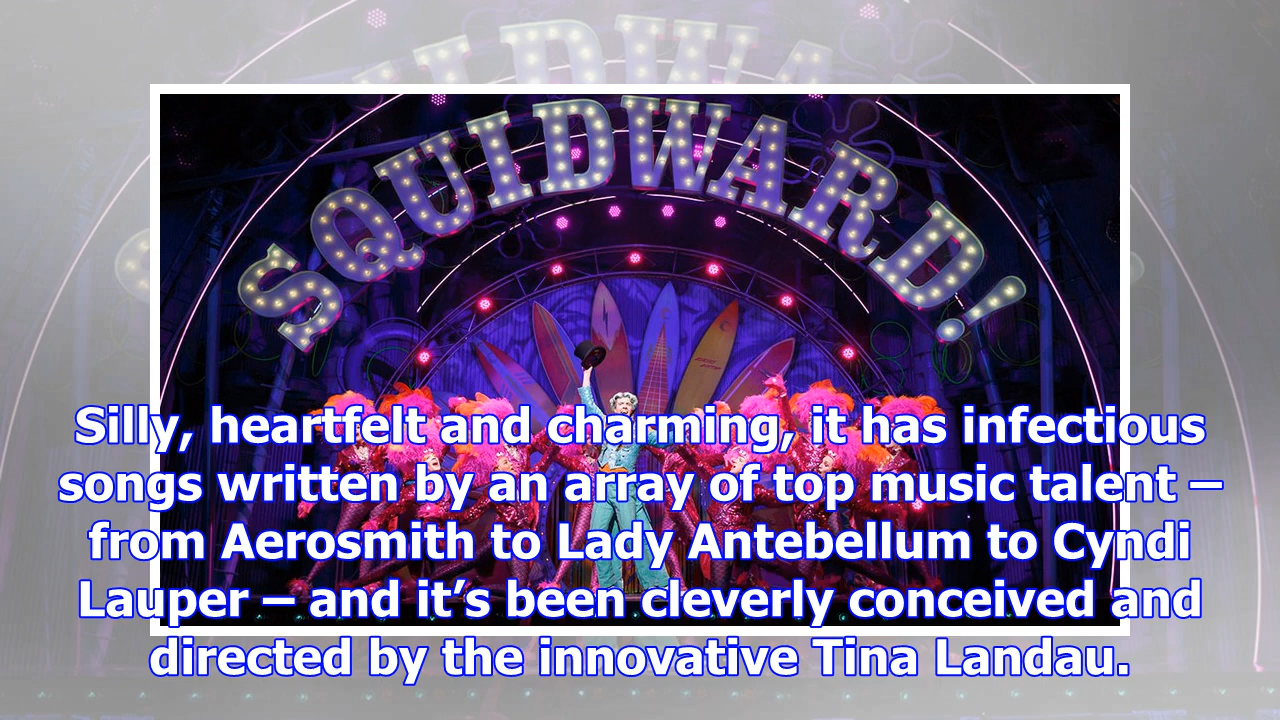 SQUIDWARD!
Silly, heartfelt and charming, it has infectious
songs written by an array of top music talent –
from Aerosmith to Lady Antebellum to Cyndi
Lauper – and it’s been cleverly conceived and
directed by the innovative Tina Landau.